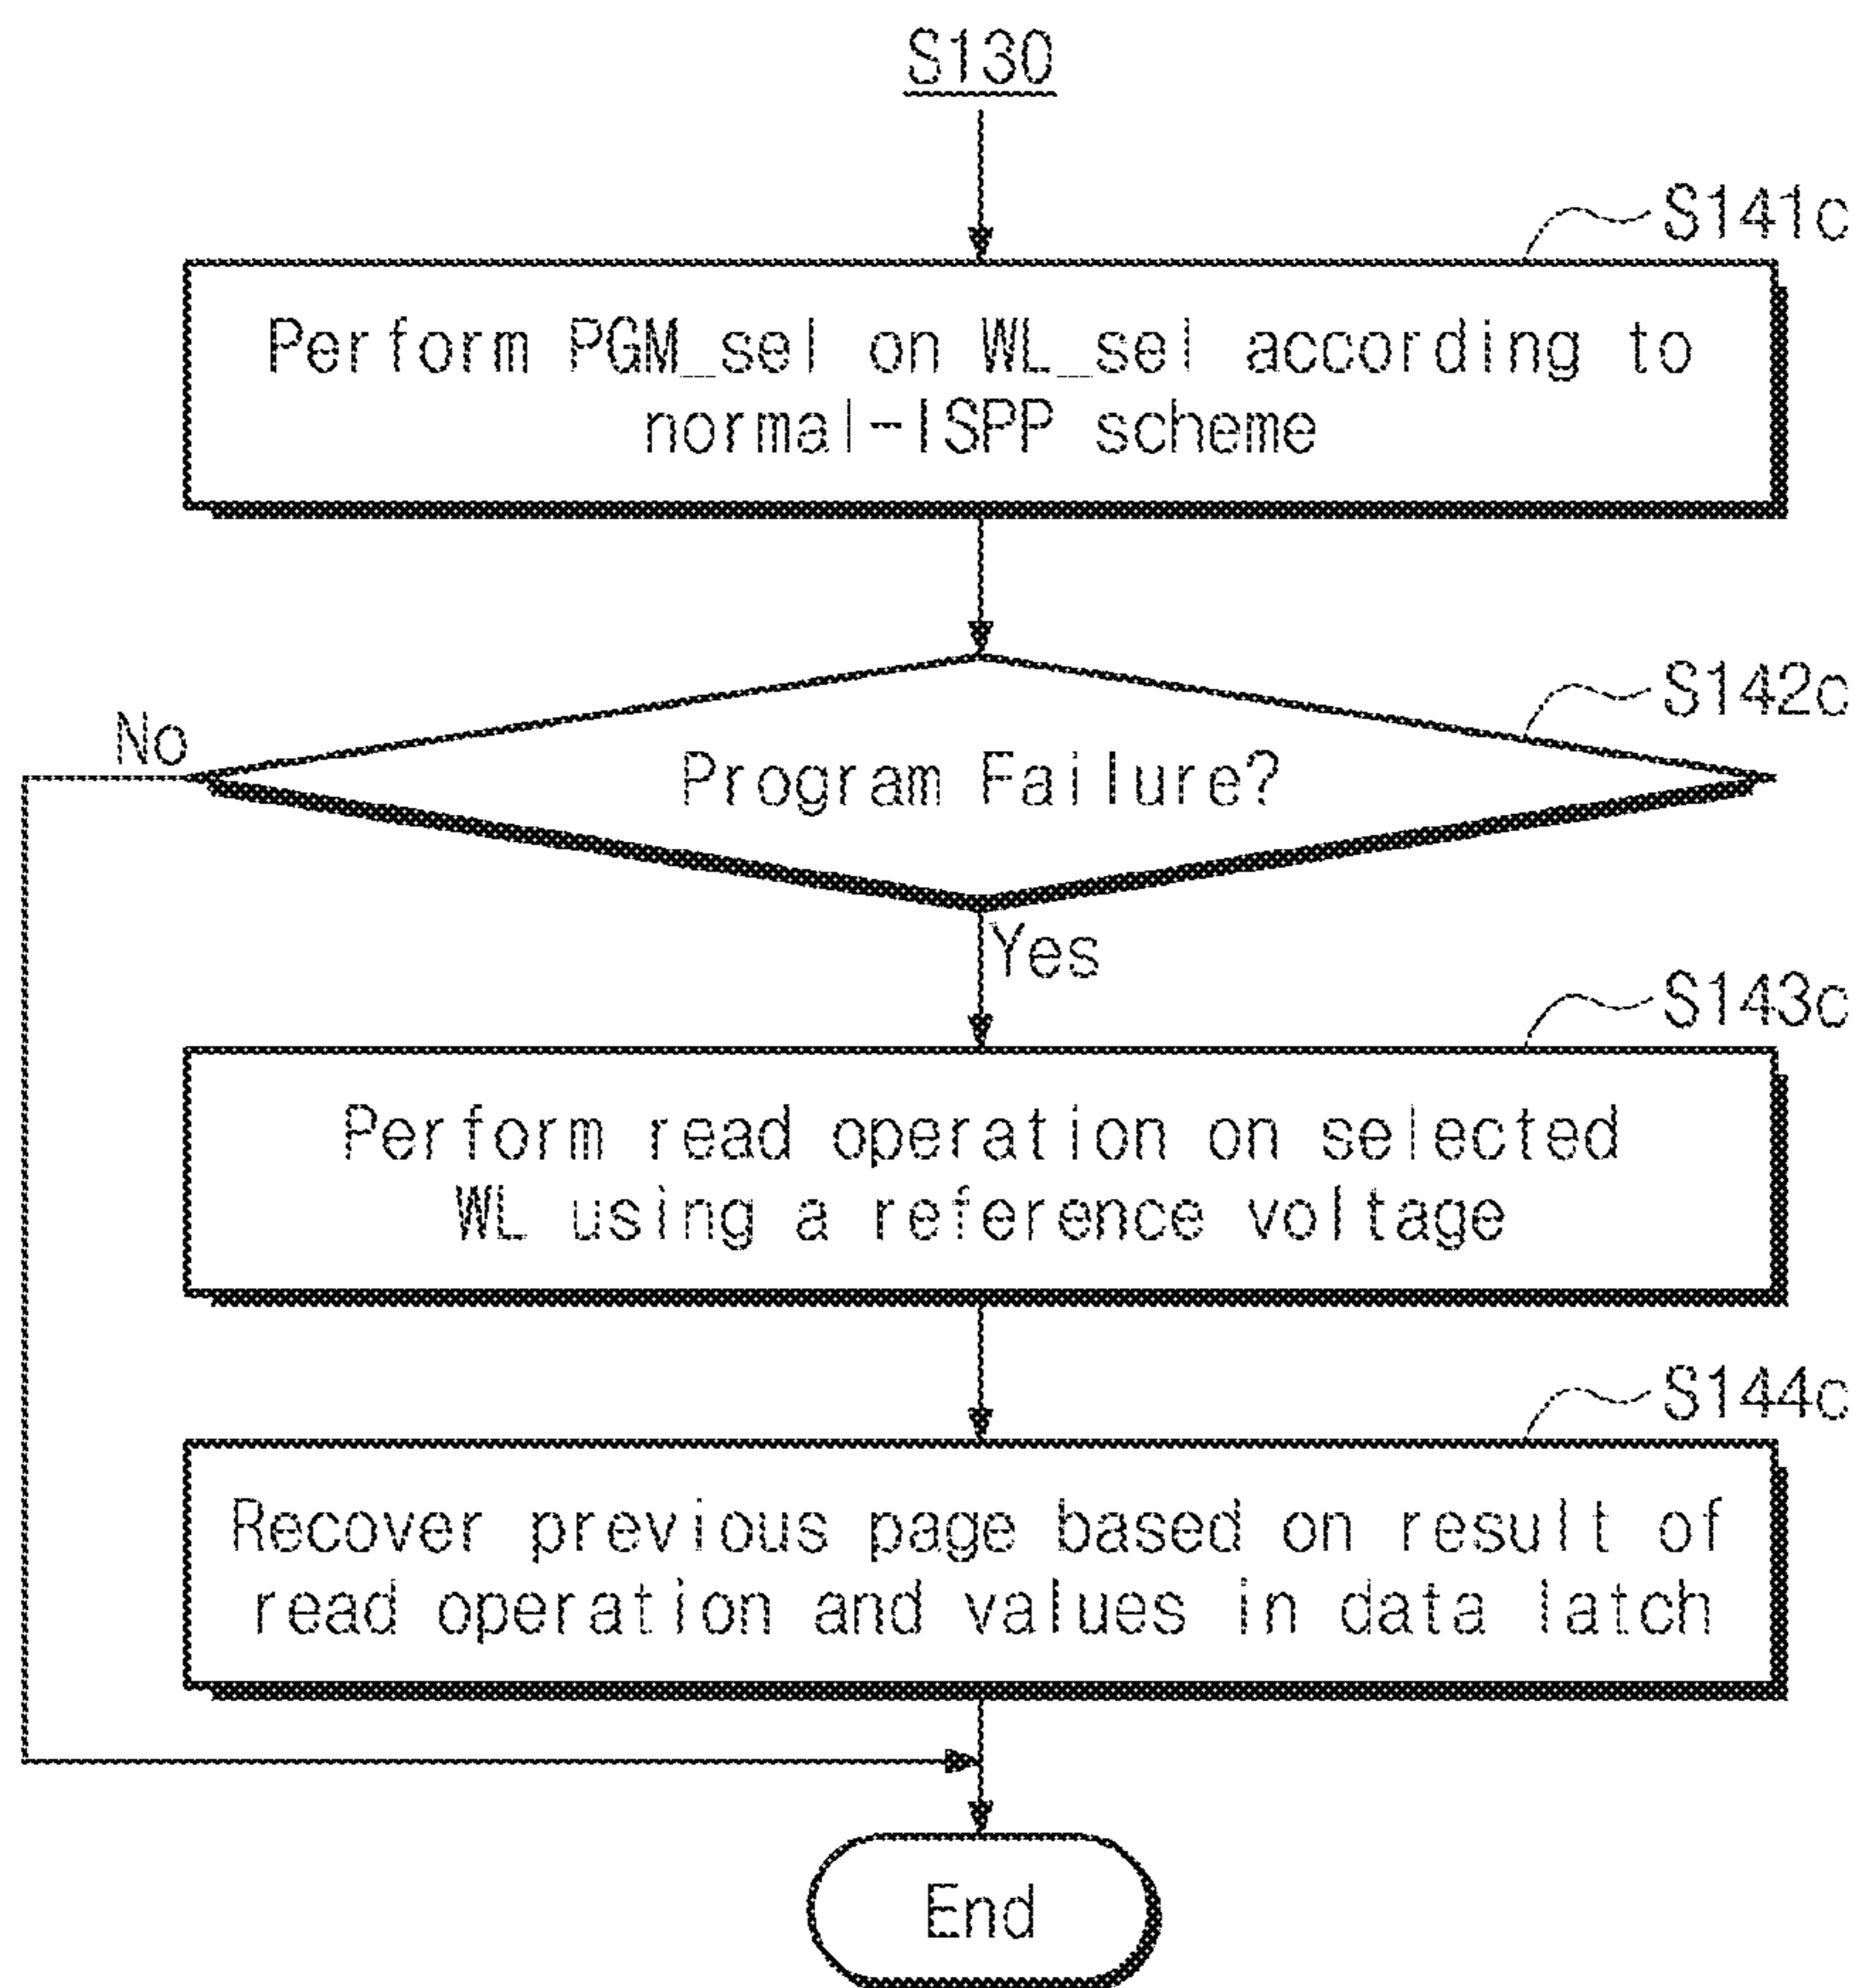 S130
S141c
Perform PGM_sel on WL_sel according to
normal-ISPP scheme
S142c
No
Program Failure?
Yes
S143c
Perform read operation on selected
WL using a reference voltage
S144c
Recover previous page based on result of
read operation and values in data latch
End